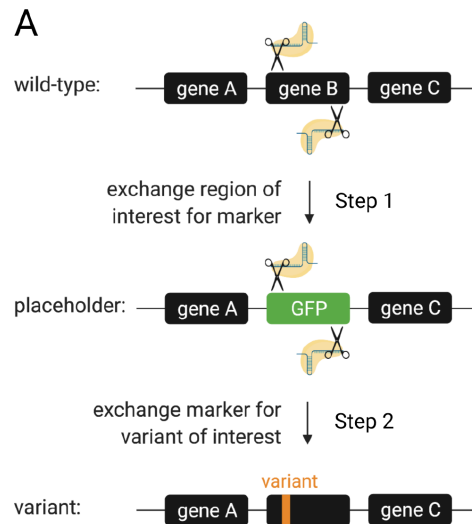 A
wild-type:
gene A
gene B
gene C
exchange region of
interest for marker
Step 1
placeholder:
gene A
GFP
gene C
exchange marker for
variant of interest
Step 2
variant
variant:
gene A
gene C